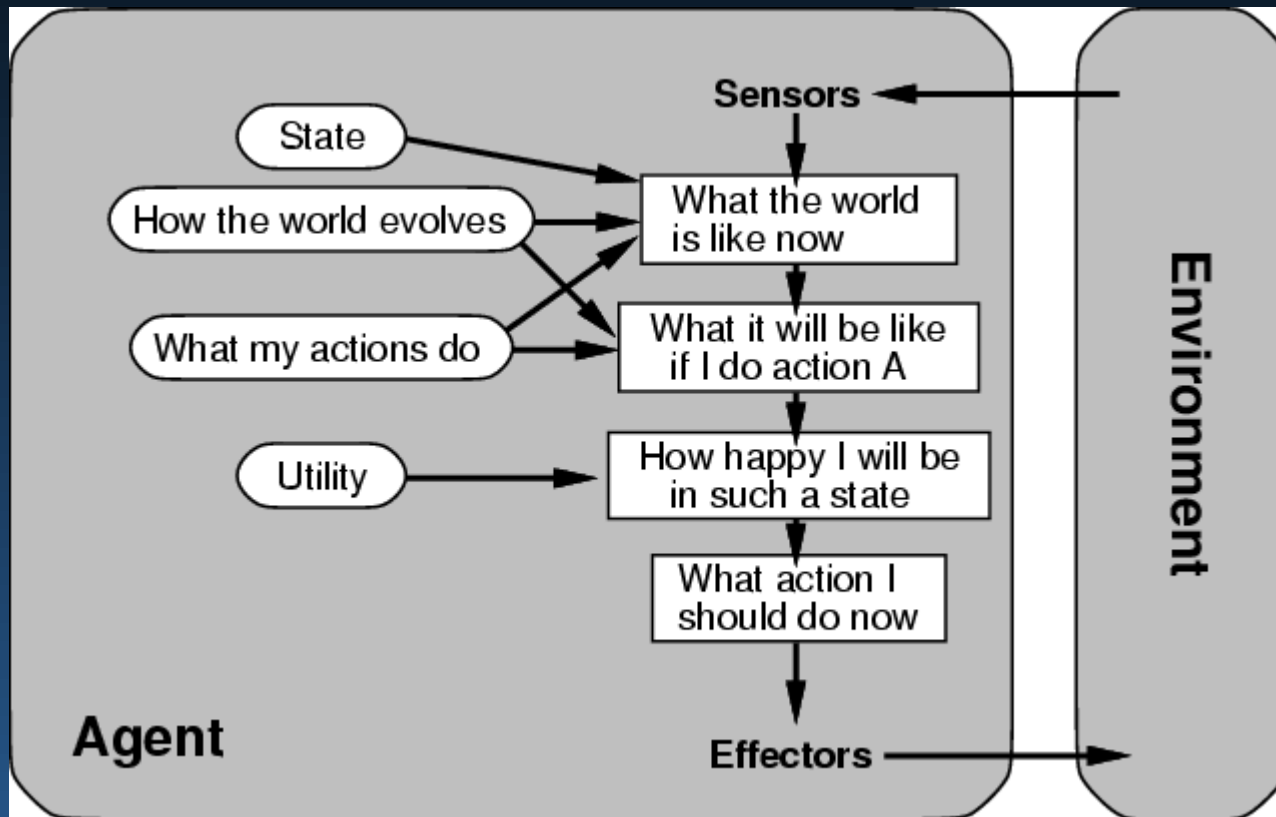 Sensors
State
What the world
is like now
How the world evolves
What it will be like
if I do action A
What my actions do
How happy I will be
in such a state
Utility
What action I
should do now
Agent
Effectors
Environment